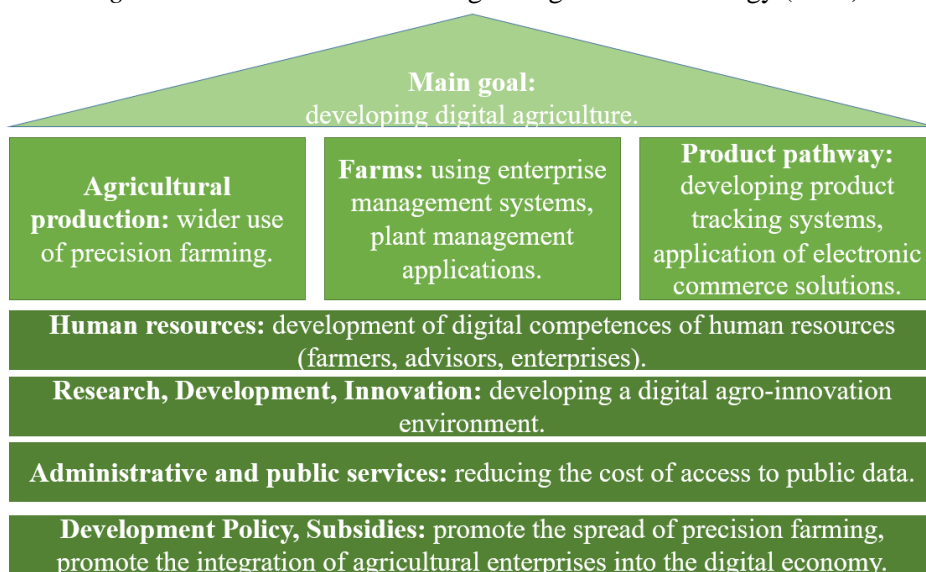 Main goal:
developing digital agriculture.
Agricultural
production: wider use
of precision farming.
Farms: using enterprise
management systems,
plant management
applications.
Product pathway:
developing product
tracking systems,
application of electronic
commerce solutions.
Human resources: development of digital competences of human resources
(farmers, advisors, enterprises).
Research, Development, Innovation: developing a digital agro-innovation
environment.
Administrative and public services: reducing the cost of access to public data.
Development Policy, Subsidies: promote the spread of precision farming,
promote the integration of agricultural enterprises into the digital economy.